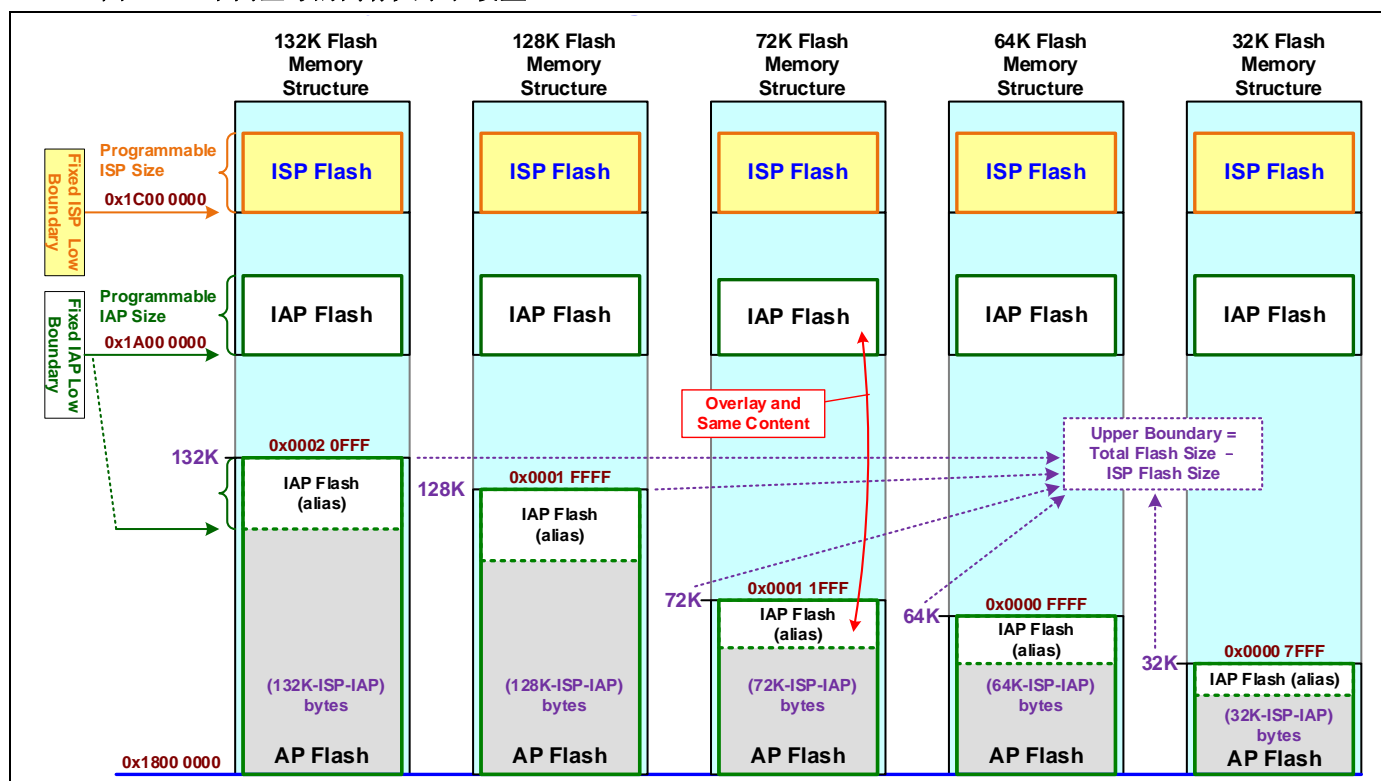 132K Flash
Memory
Structure
128K Flash
Memory
Structure
72K Flash
Memory
Structure
64K Flash
Memory
Structure
32K Flash
Memory
Structure
Fixed ISP Low
Boundary
Programmable
ISP Size
0x1C00 0000
ISP Flash
ISP Flash
ISP Flash
ISP Flash
ISP Flash
Fixed IAP Low
Boundary
Programmable
IAP Size
0x1A00 0000
IAP Flash
IAP Flash
IAP Flash
IAP Flash
IAP Flash
Overlay and
Same Content
Upper Boundary =
Total Flash Size –
ISP Flash Size
132K
0x0002 0FFF
IAP Flash
(alias)
128K
0x0001 FFFF
IAP Flash
(alias)
72K
0x0001 1FFF
IAP Flash
(alias)
64K
0x0000 FFFF
IAP Flash
(alias)
32K
0x0000 7FFF
IAP Flash (alias)
(132K-ISP-IAP)
bytes
(128K-ISP-IAP)
bytes
(72K-ISP-IAP)
bytes
(64K-ISP-IAP)
bytes
(32K-ISP-IAP)
bytes
0x1800 0000
AP Flash
AP Flash
AP Flash
AP Flash
AP Flash